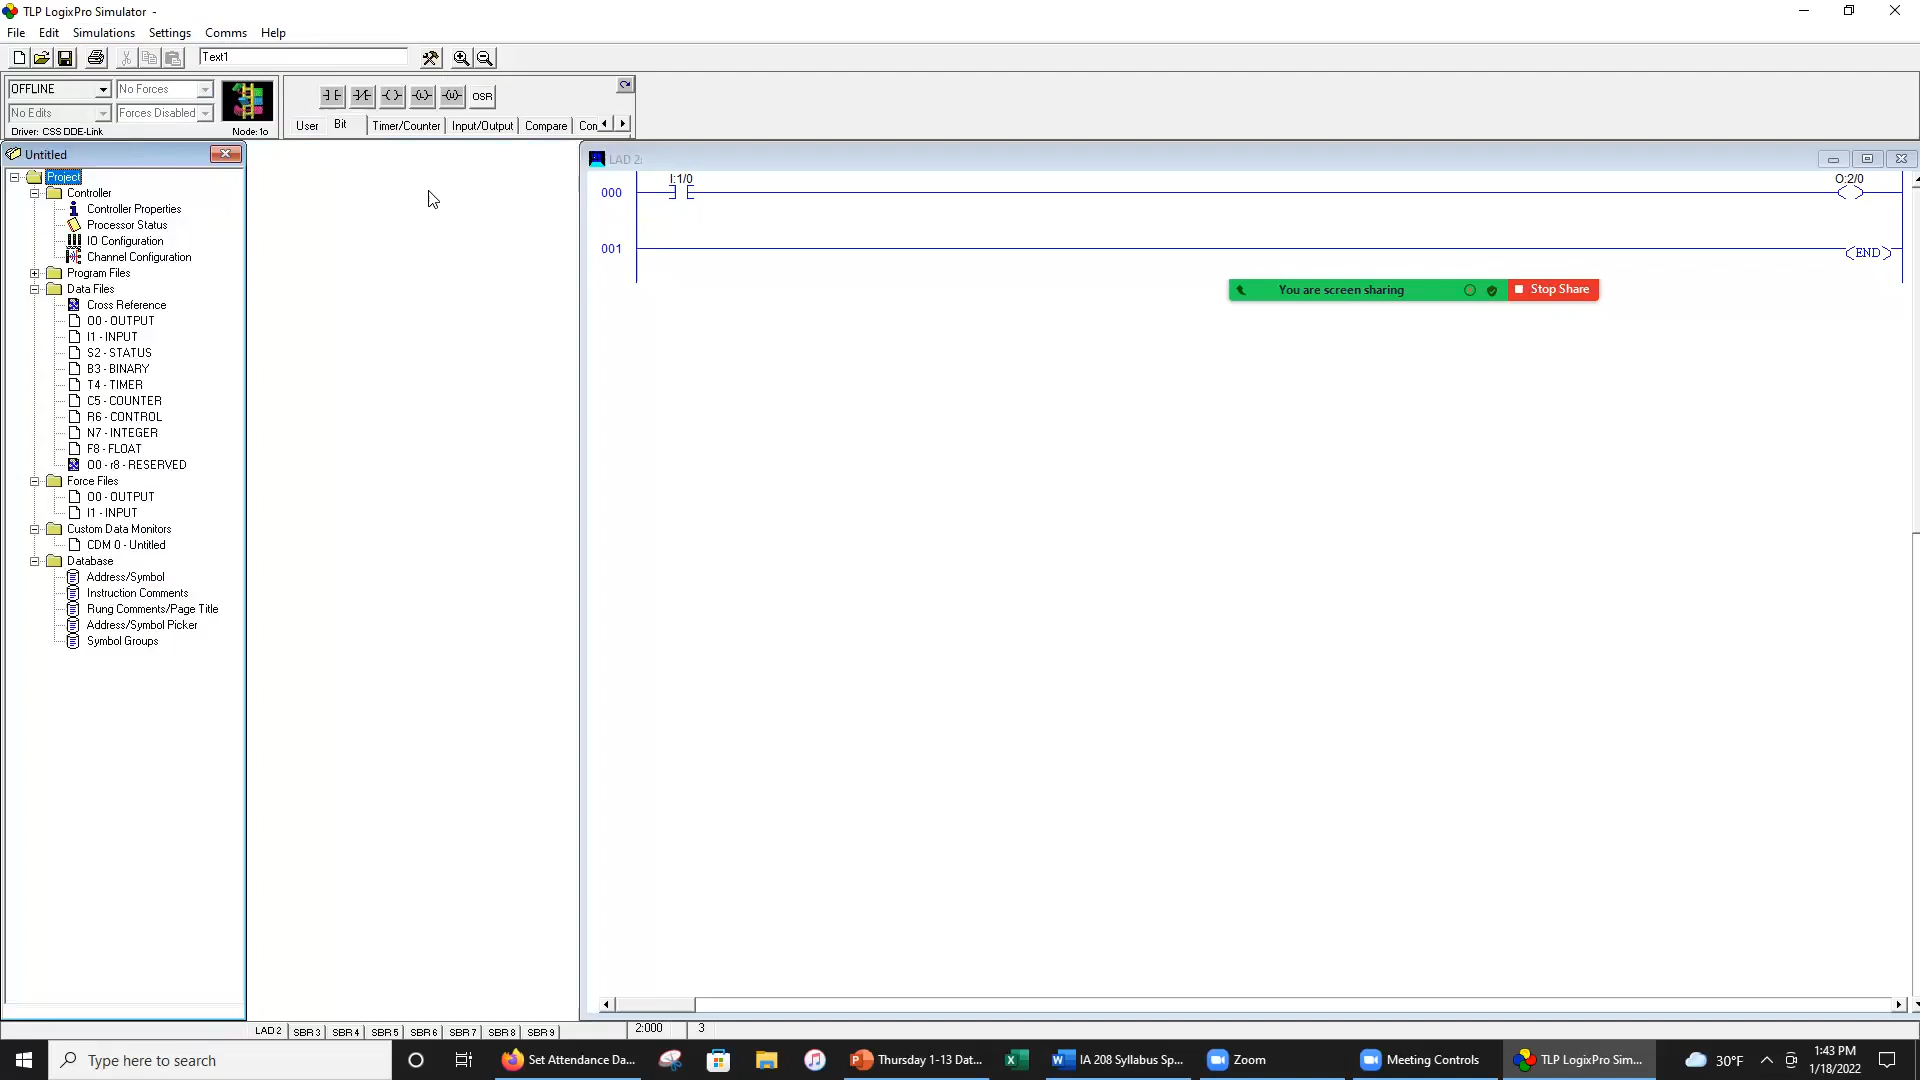 TLP LogixPro Simulator -
File Edit Simulations Settings Comms Help
Text1
OFFLINE No Forces
No Edits Forces Disabled
Driver: CSS DDE-Link Node: 1o
OSR
User Bit Timer/Counter Input/Output Compare Con
Untitled
Project
Controller
Controller Properties
Processor Status
IO Configuration
Channel Configuration
Program Files
Data Files
Cross Reference
O0 - OUTPUT
I1 - INPUT
S2 - STATUS
B3 - BINARY
T4 - TIMER
C5 - COUNTER
R6 - CONTROL
N7 - INTEGER
F8 - FLOAT
O0 - r8 - RESERVED
Force Files
O0 - OUTPUT
I1 - INPUT
Custom Data Monitors
CDM 0 - Untitled
Database
Address/Symbol
Instruction Comments
Rung Comments/Page Title
Address/Symbol Picker
Symbol Groups
LAD 2:
I:1/0 O:2/0
000
001 END
You are screen sharing Stop Share
LAD 2 SBR 3 SBR 4 SBR 5 SBR 6 SBR 7 SBR 8 SBR 9 2:000 3
Type here to search Set Attendance Da... Thursday 1-13 Dat... IA 208 Syllabus Sp... Zoom Meeting Controls TLP LogixPro Sim... 30°F 1:43 PM
1/18/2022